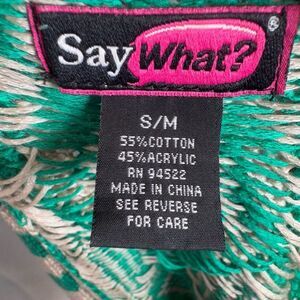 Say What? ®
S/M
55%COTTON
45%ACRYLIC
RN 94522
MADE IN CHINA
SEE REVERSE
FOR CARE